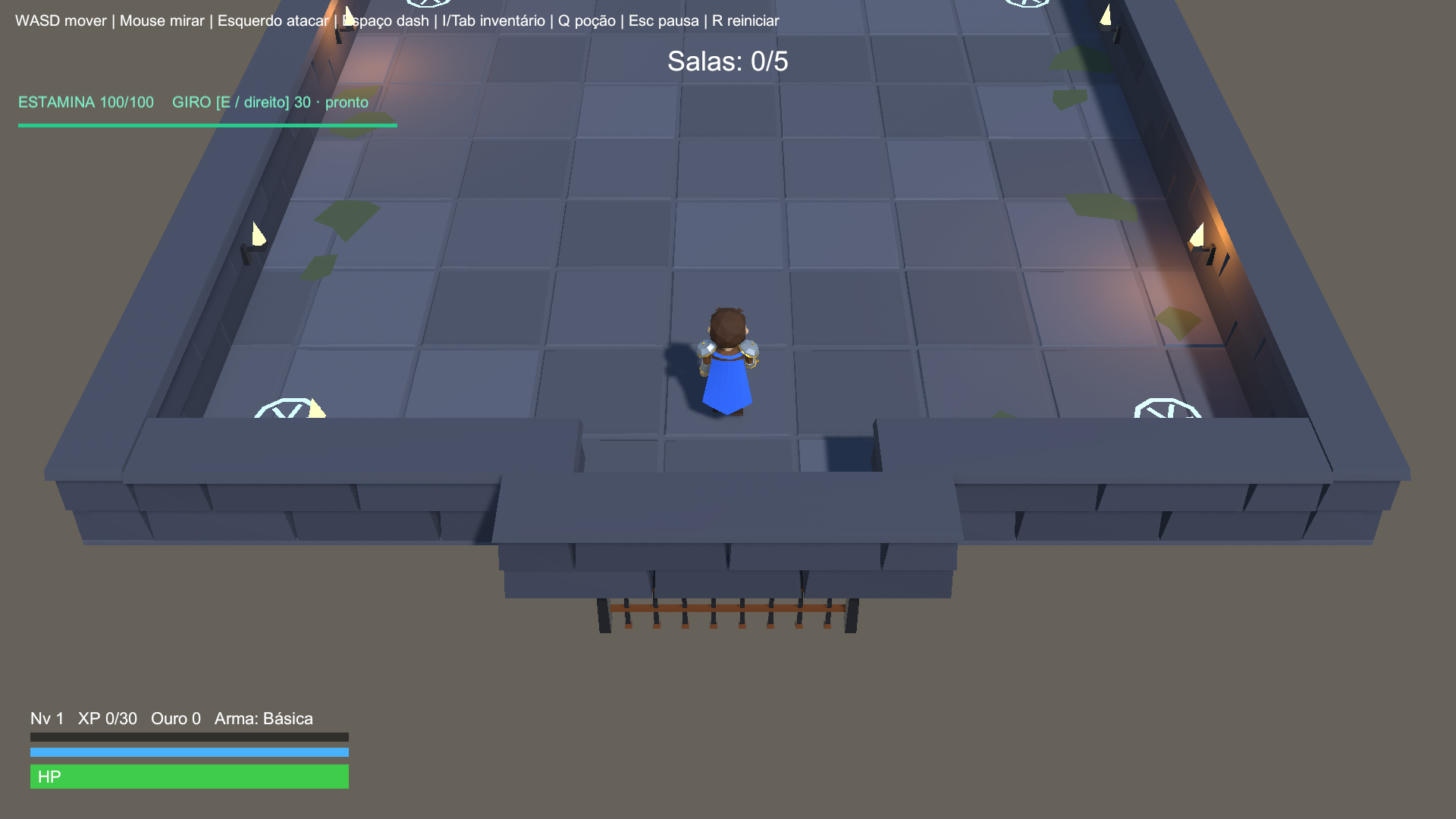 WASD mover | Mouse mirar | Esquerdo atacar | Espaço dash | I/Tab inventário | Q poção | Esc pausa | R reiniciar
Salas: 0/5
ESTAMINA 100/100 GIRO [E / direito] 30 · pronto
Nv 1 XP 0/30 Ouro 0 Arma: Básica
HP